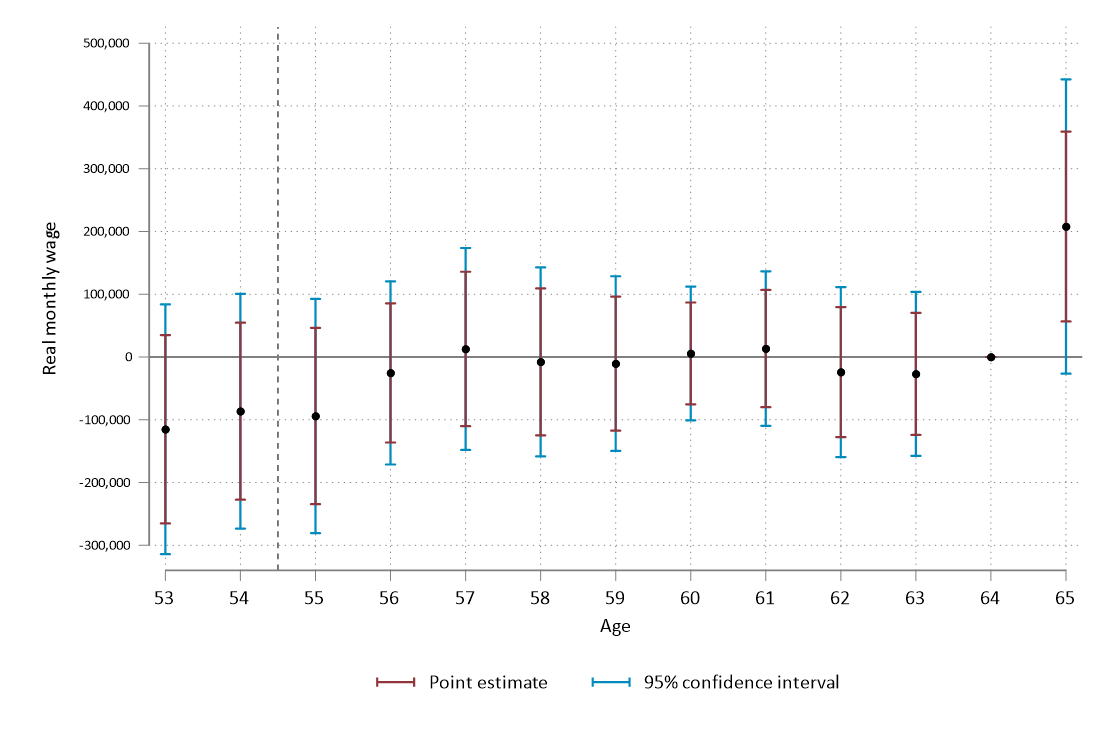 Real monthly wage
500,000
400,000
300,000
200,000
100,000
0
-100,000
-200,000
-300,000
53 54 55 56 57 58 59 60 61 62 63 64 65
Age
Point estimate 95% confidence interval